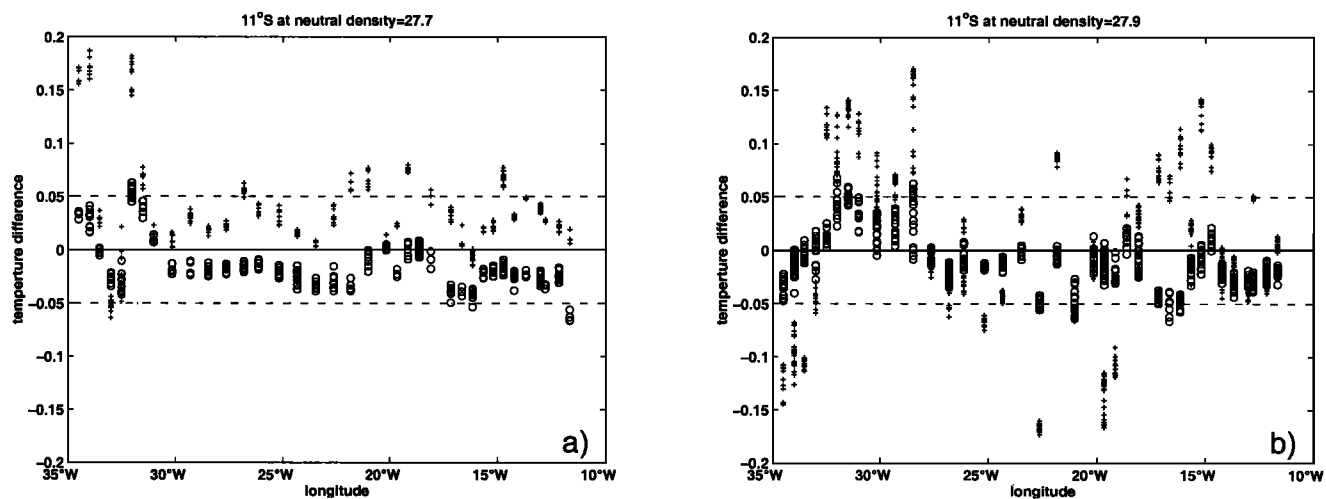 11°S at neutral density=27.7
0.2
0.15
0.1
0.05
0
−0.05
−0.1
−0.15
−0.2
temperture difference
35°W
30°W
25°W
20°W
15°W
10°W
longitude
a)
11°S at neutral density=27.9
0.2
0.15
0.1
0.05
0
−0.05
−0.1
−0.15
−0.2
temperture difference
35°W
30°W
25°W
20°W
15°W
10°W
longitude
b)